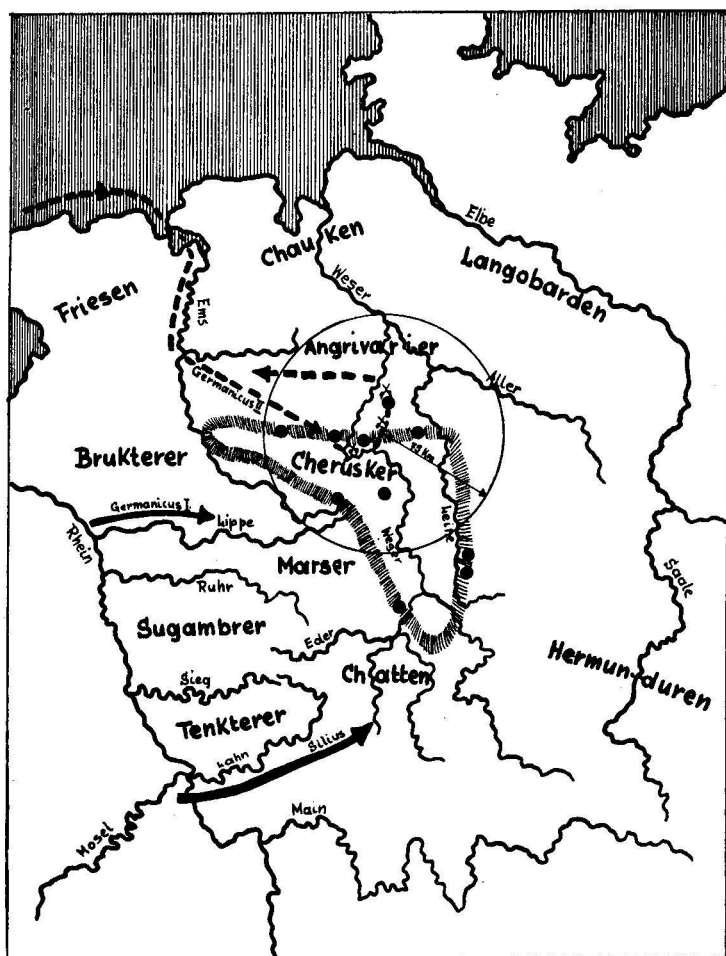 Elbe
Chauken
Langobarden
Weser
Friesen
Ems
Angrivarier
Aller
Germanicus II
Brukterer
Cherusker
Germanicus I.
Lippe
Leine
Rhein
Weser
Marser
Saale
Ruhr
Sugambrer
Eder
Hermunduren
Sieg
Chatten
Tenkterer
Silius
Lahn
Main
Mosel